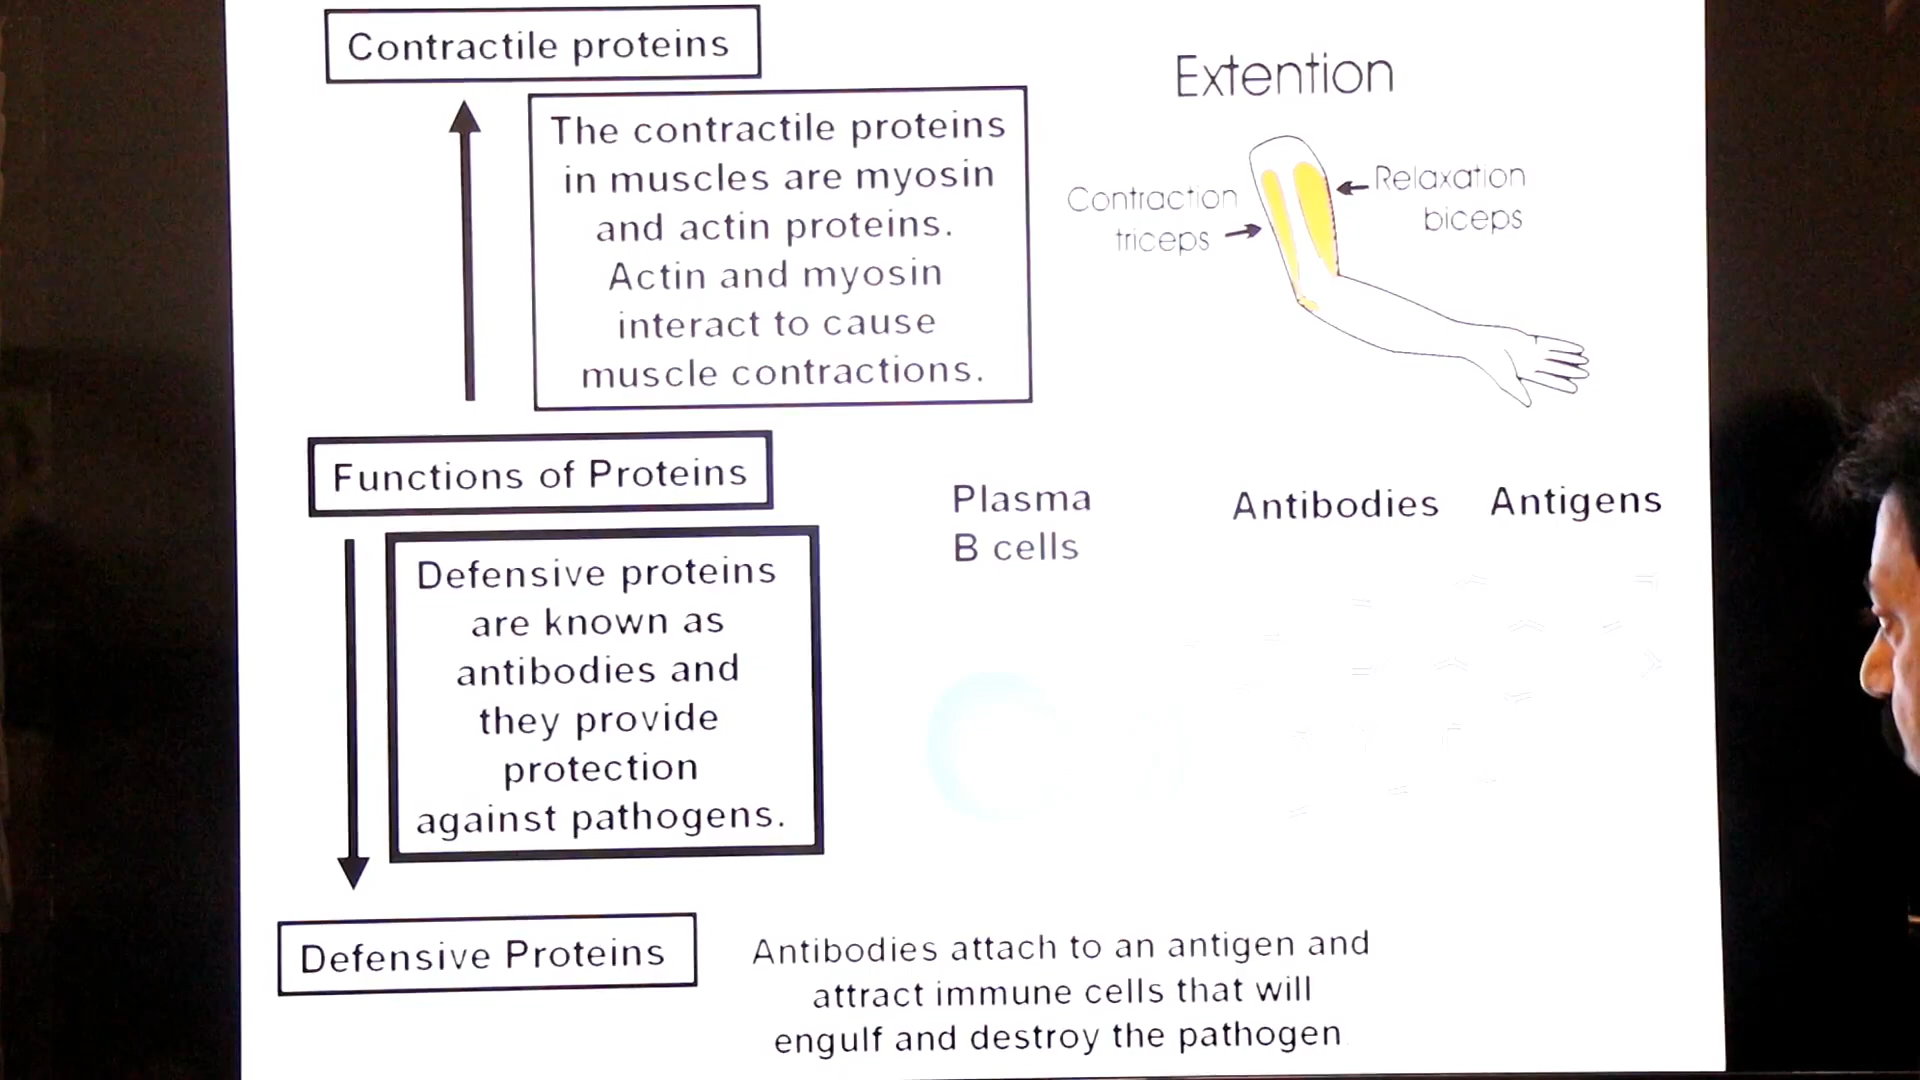 Contractile proteins
The contractile proteins
in muscles are myosin
and actin proteins.
Actin and myosin
interact to cause
muscle contractions.
Extention
Contraction
triceps
Relaxation
biceps
Functions of Proteins
Defensive proteins
are known as
antibodies and
they provide
protection
against pathogens.
Plasma
B cells
Antibodies
Antigens
Defensive Proteins
Antibodies attach to an antigen and
attract immune cells that will
engulf and destroy the pathogen